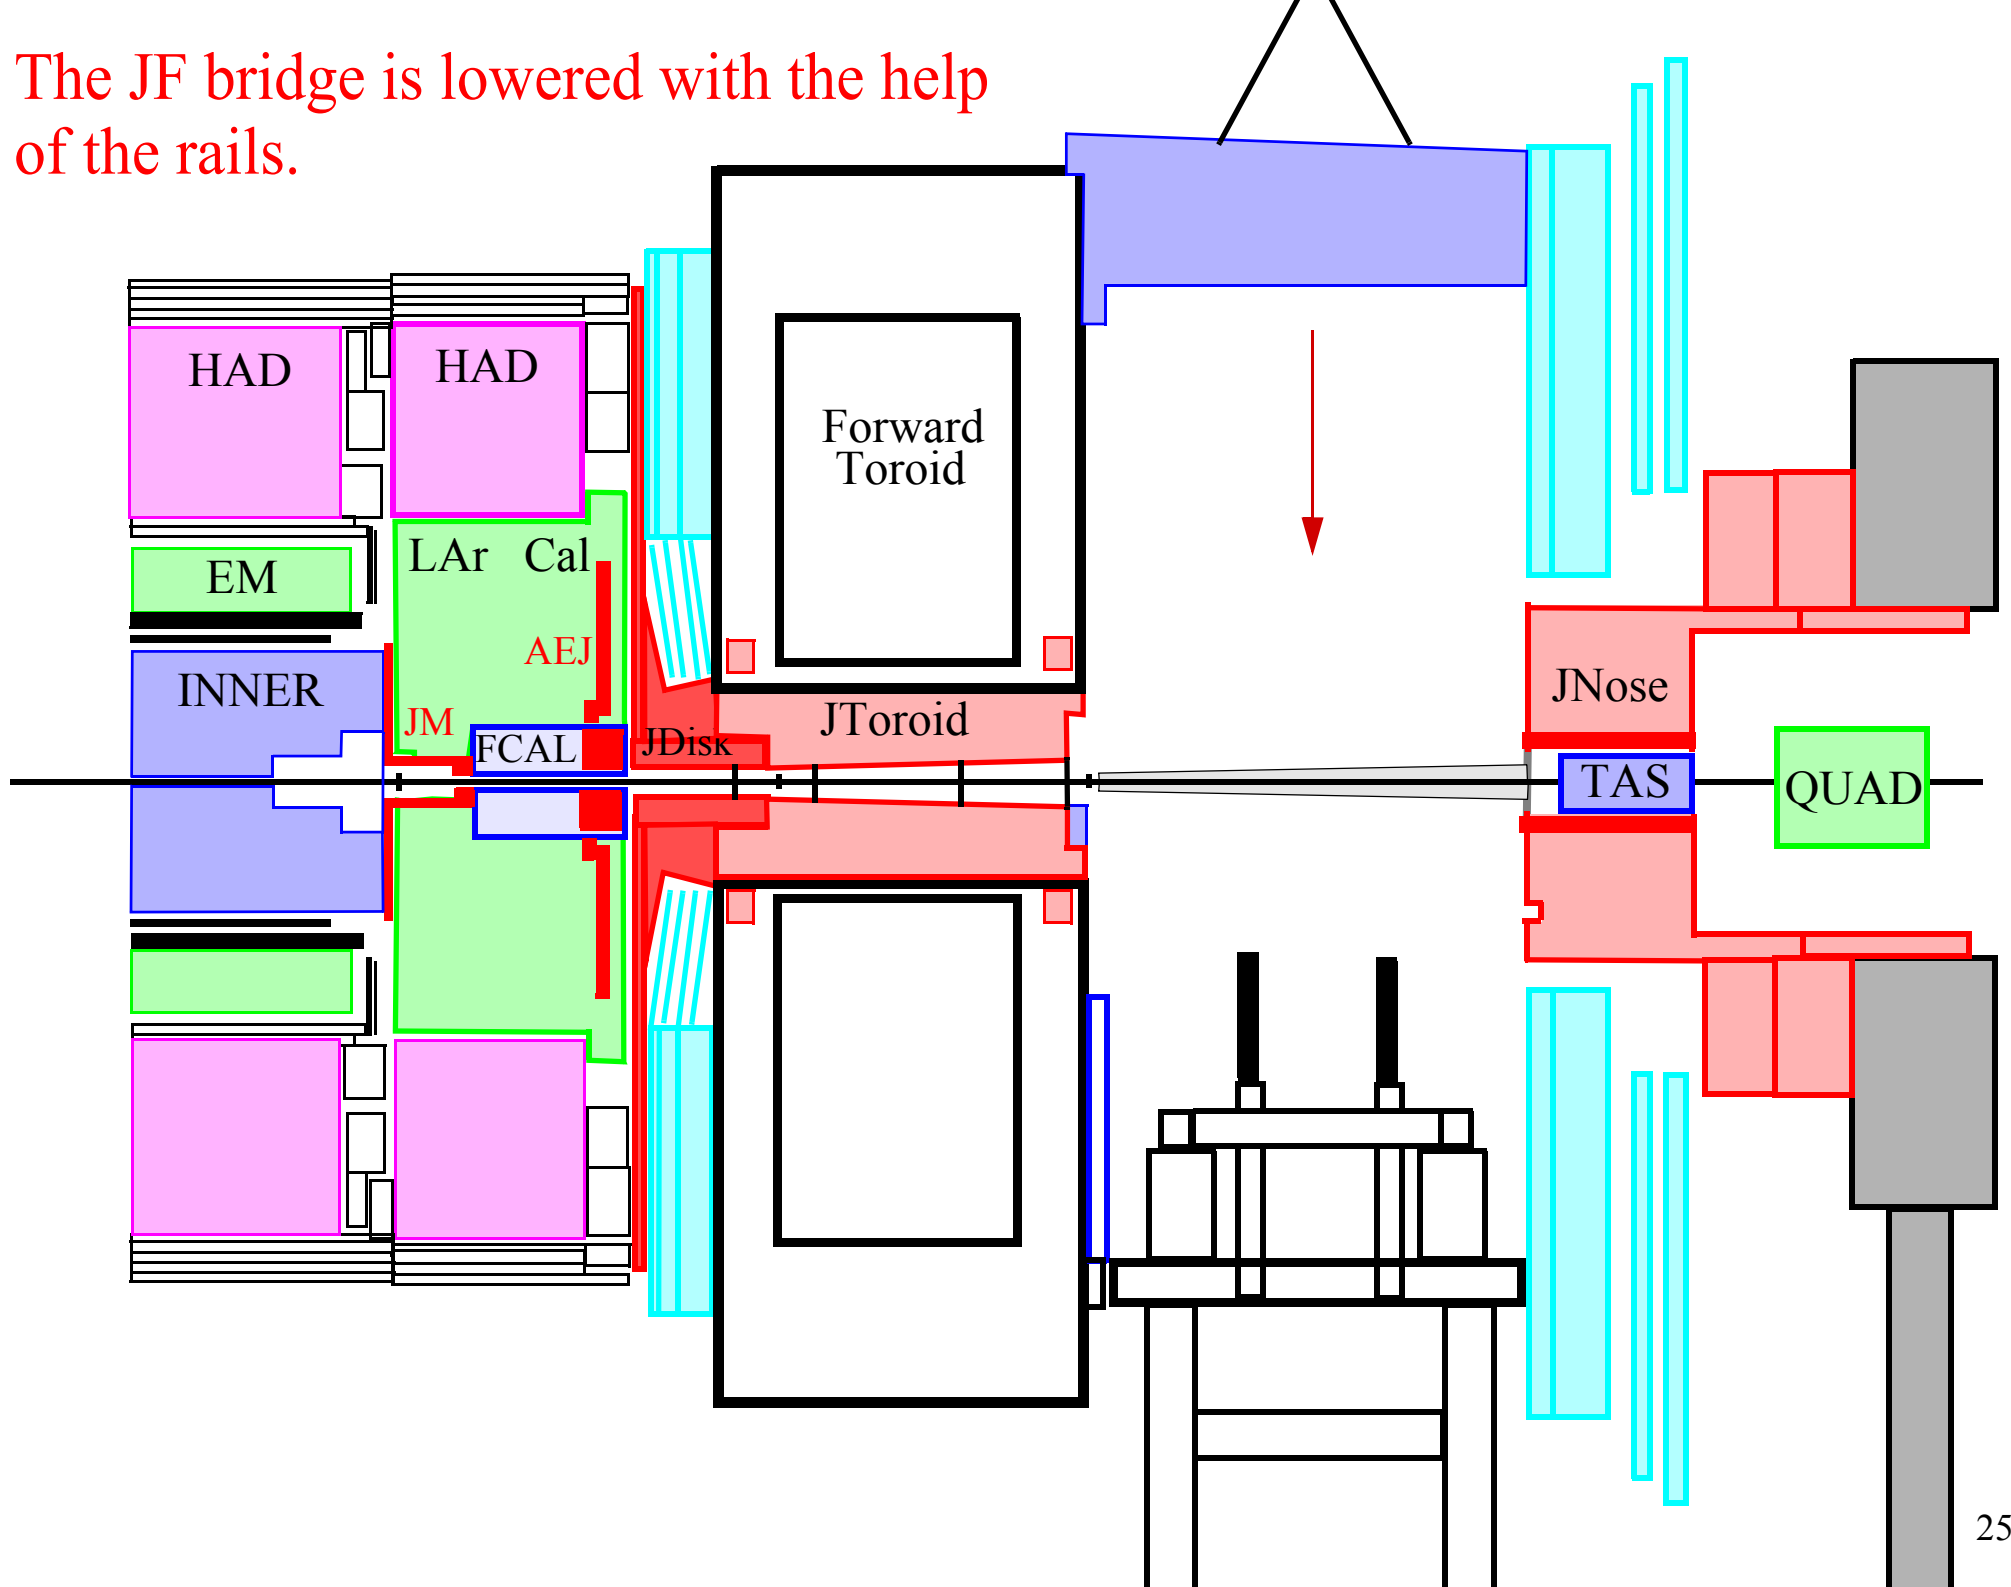 The JF bridge is lowered with the help
of the rails.
HAD
HAD
Forward
Toroid
LAr Cal
EM
AEJ
INNER
JNose
JM
JToroid
FCAL
JDisk
TAS
QUAD
25